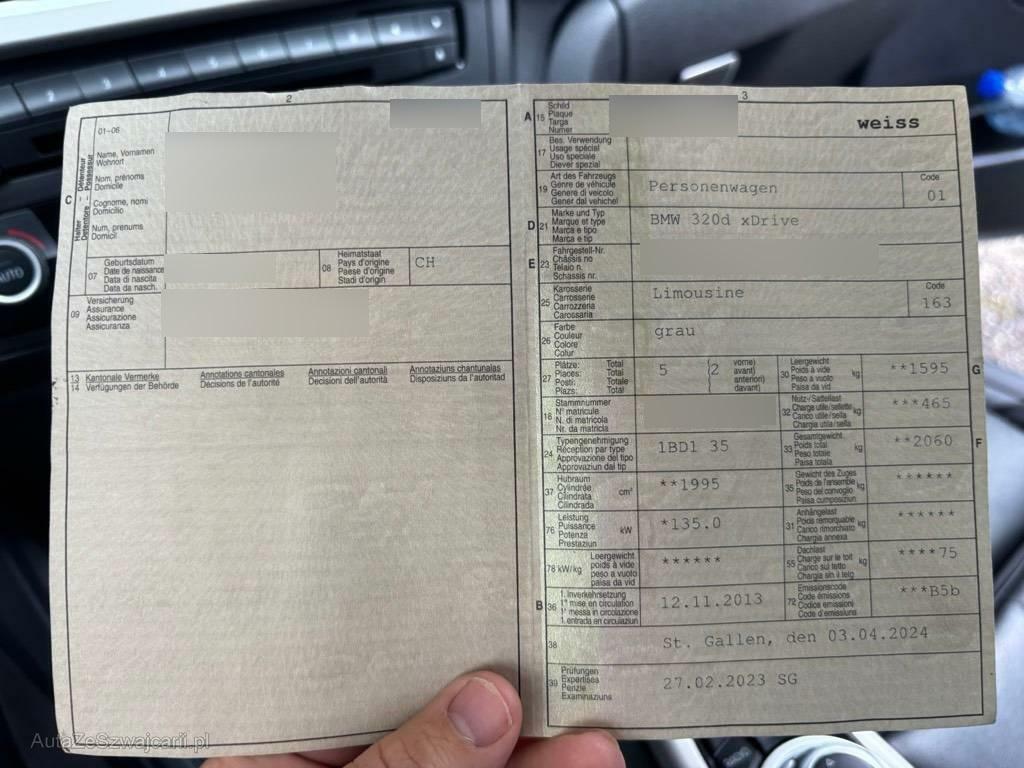 2
01-06
C
Halter Détenteur
Detentore Possessur
Name, Vornamen
Wohnort
Nom, prénoms
Domicile
Cognome, nomi
Domicilio
Num, prenums
Domicil
07
Geburtsdatum
Date de naissance
Data di nascita
Data da nasch.
08
Heimatstaat
Pays d'origine
Paese d'origine
Stadi d'origin
CH
09
Versicherung
Assurance
Assicurazione
Assicuranza
13 Kantonale Vermerke
14 Verfügungen der Behörde
Annotations cantonales
Décisions de l'autorité
Annotazioni cantonali
Decisioni dell'autorità
Annotaziuns chantunalas
Disposiziuns da l'autoritad
3
A 15
Schild
Plaque
Targa
Numer
weiss
17
Bes. Verwendung
Usage spécial
Uso speciale
Diever spezial
19
Art des Fahrzeugs
Genre de véhicule
Genere di veicolo
Gener dal vehichel
Personenwagen
Code
01
D 21
Marke und Typ
Marque et type
Marca e tipo
Marca e tip
BMW 320d xDrive
E 23
Fahrgestell-Nr.
Châssis no
Telaio n.
Schassis nr.
25
Karosserie
Carrosserie
Carrozzeria
Carossaria
Limousine
Code
163
26
Farbe
Couleur
Colore
Colur
grau
27
Plätze: Total
Places: Total
Posti: Totale
Plazs: Total
5 (2 vorne)
avant)
anteriori)
davant)
30
Leergewicht
Poids à vide
Peso a vuoto
Paisa da vid
kg
**1595
G
18
Stammnummer
N° matricule
N. di matricola
Nr. da matricla
32
Nutz-/Sattellast
Charge utile/sellette
Carico utile/sella
Chargia utila/sella
kg
***465
24
Typengenehmigung
Réception par type
Approvazione del tipo
Approvaziun dal tip
1BD1 35
33
Gesamtgewicht
Poids total
Peso totale
Paisa totala
kg
**2060
F
37
Hubraum
Cylindrée
Cilindrata
Cilindrada
cm³
**1995
35
Gewicht des Zuges
Poids de l'ensemble
Peso del convoglio
Paisa cumposiziun
kg
******
76
Leistung
Puissance
Potenza
Prestaziun
kW
*135.0
31
Anhängelast
Poids remorquable
Carico rimorchiato
Chargia annexa
kg
******
78 kW/kg
Leergewicht
poids à vide
peso a vuoto
paisa da vid
******
55
Dachlast
Charge sur le toit
Carico sul tetto
Chargia sin il tetg
kg
****75
B 36
1. Inverkehrsetzung
1re mise en circulation
1a messa in circolazione
1. entrada en circulaziun
12.11.2013
72
Emissionscode
Code émissions
Codice emissioni
Code d'emissiuns
***B5b
38
St. Gallen, den 03.04.2024
39
Prüfungen
Expertises
Perizie
Examinaziuns
27.02.2023 SG
AUTO
AutaZeSzwajcarii.pl